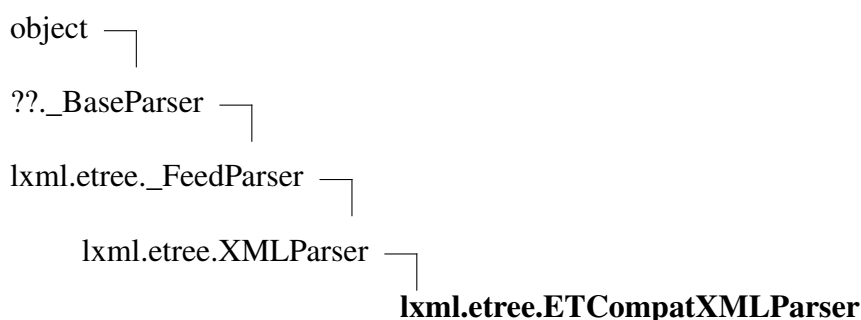 object
??._BaseParser
lxml.etree._FeedParser
lxml.etree.XMLParser
lxml.etree.ETCompatXMLParser